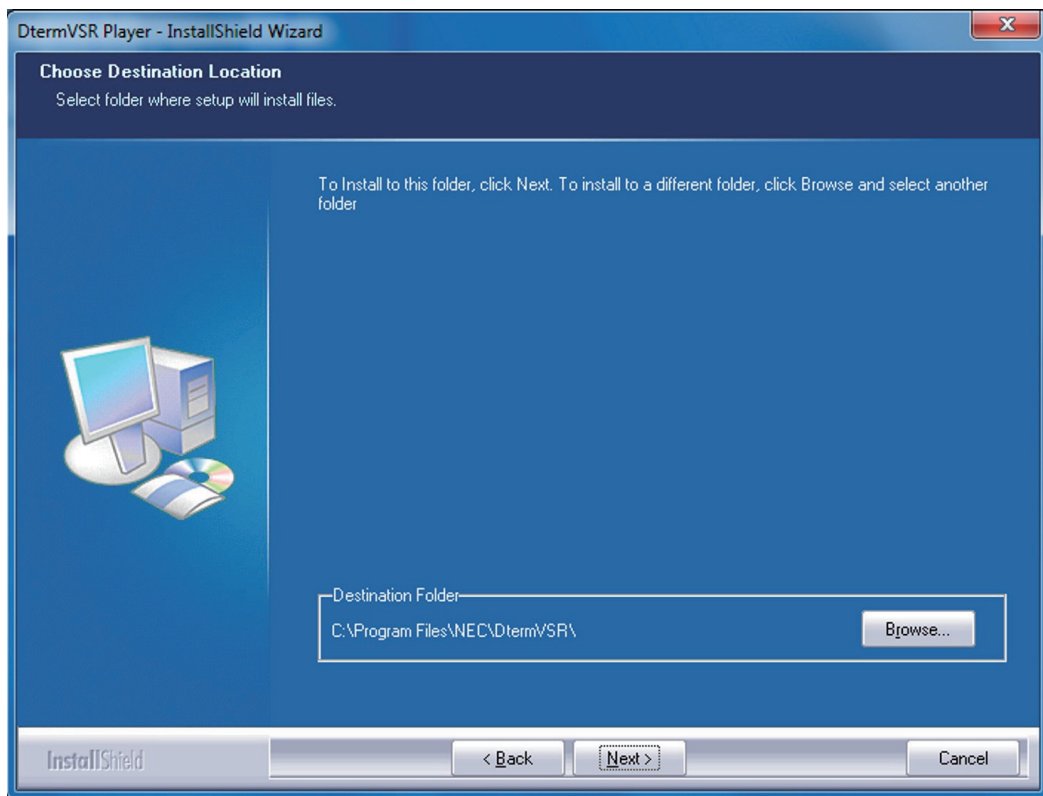 DtermVSR Player - InstallShield Wizard
Choose Destination Location
Select folder where setup will install files.
To Install to this folder, click Next. To install to a different folder, click Browse and select another
folder
Destination Folder
C:\Program Files\NEC\DtermVSR\
Browse...
InstallShield
< Back
Next >
Cancel